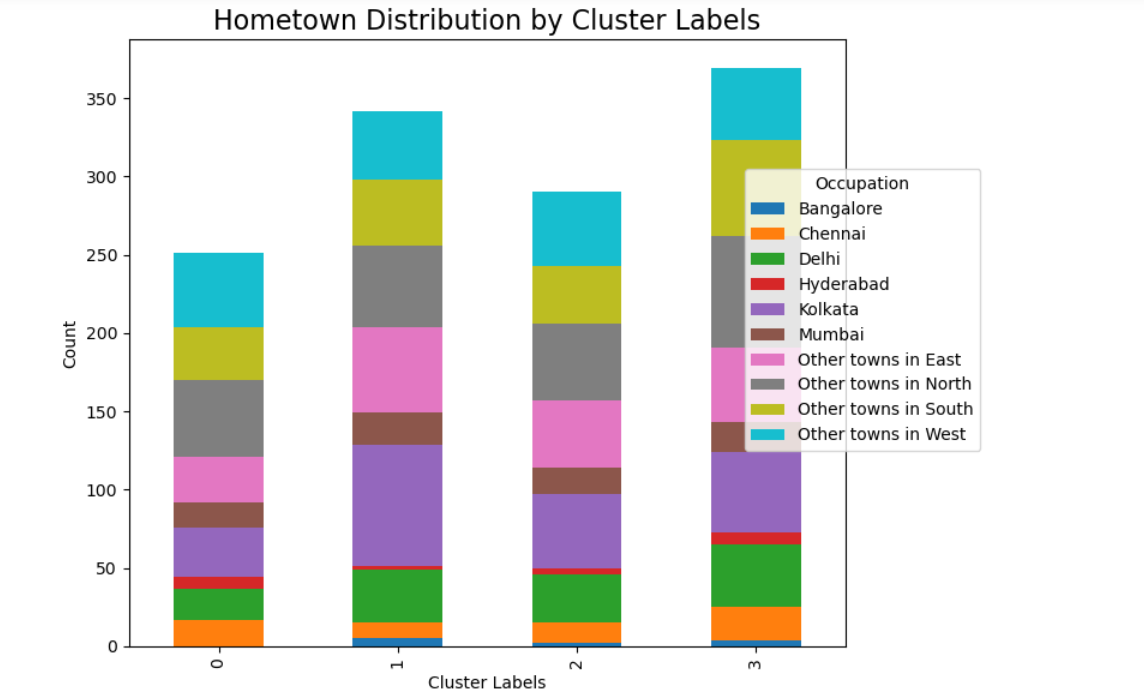 Hometown Distribution by Cluster Labels
350
300
250
200
150
100
50
0
Count
Occupation
Bangalore
Chennai
Delhi
Hyderabad
Kolkata
Mumbai
Other towns in East
Other towns in North
Other towns in South
Other towns in West
0
1
2
3
Cluster Labels